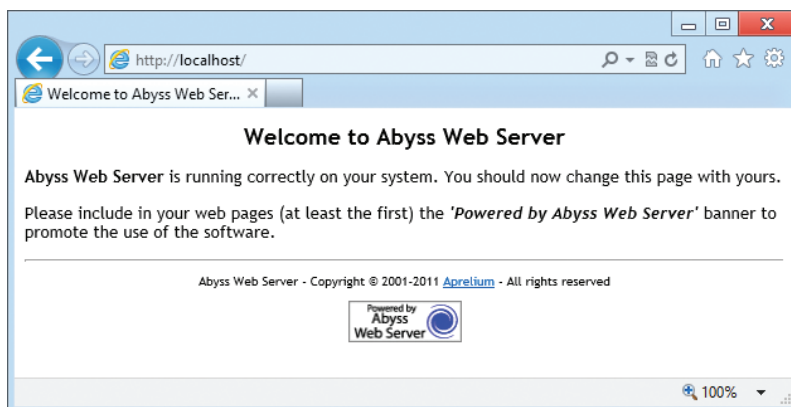 http://localhost/
Welcome to Abyss Web Ser...
Welcome to Abyss Web Server
Abyss Web Server is running correctly on your system. You should now change this page with yours.
Please include in your web pages (at least the first) the 'Powered by Abyss Web Server' banner to
promote the use of the software.
Abyss Web Server - Copyright © 2001-2011 Aprelium - All rights reserved
Powered by
Abyss
Web Server
100%